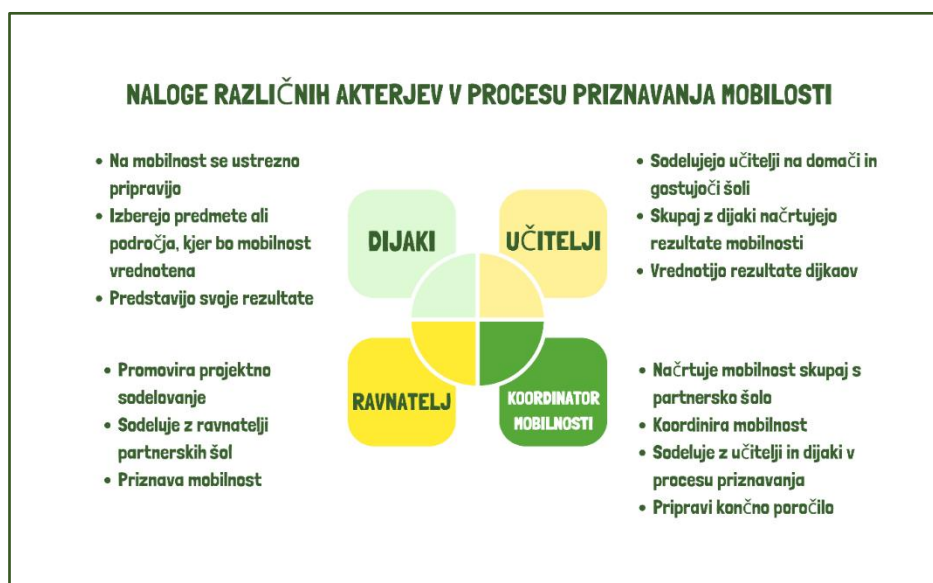 NALOGE RAZLIČNIH AKTERJEV V PROCESU PRIZNAVANJA MOBILOSTI
• Na mobilnost se ustrezno
pripravijo
• Izberejo predmete ali
področja, kjer bo mobilnost
vrednotena
• Predstavijo svoje rezultate
DIJAKI
UČITELJI
• Sodelujejo učitelji na domači in
gostujoči šoli
• Skupaj z dijaki načrtujejo
rezultate mobilnosti
• Vrednotijo rezultate dijkaov
• Promovira projektno
sodelovanje
• Sodeluje z ravnatelji
partnerskih šol
• Priznava mobilnost
RAVNATELJ
KOORDINATOR
MOBILNOSTI
• Načrtuje mobilnost skupaj s
partnersko šolo
• Koordinira mobilnost
• Sodeluje z učitelji in dijaki v
procesu priznavanja
• Pripravi končno poročilo